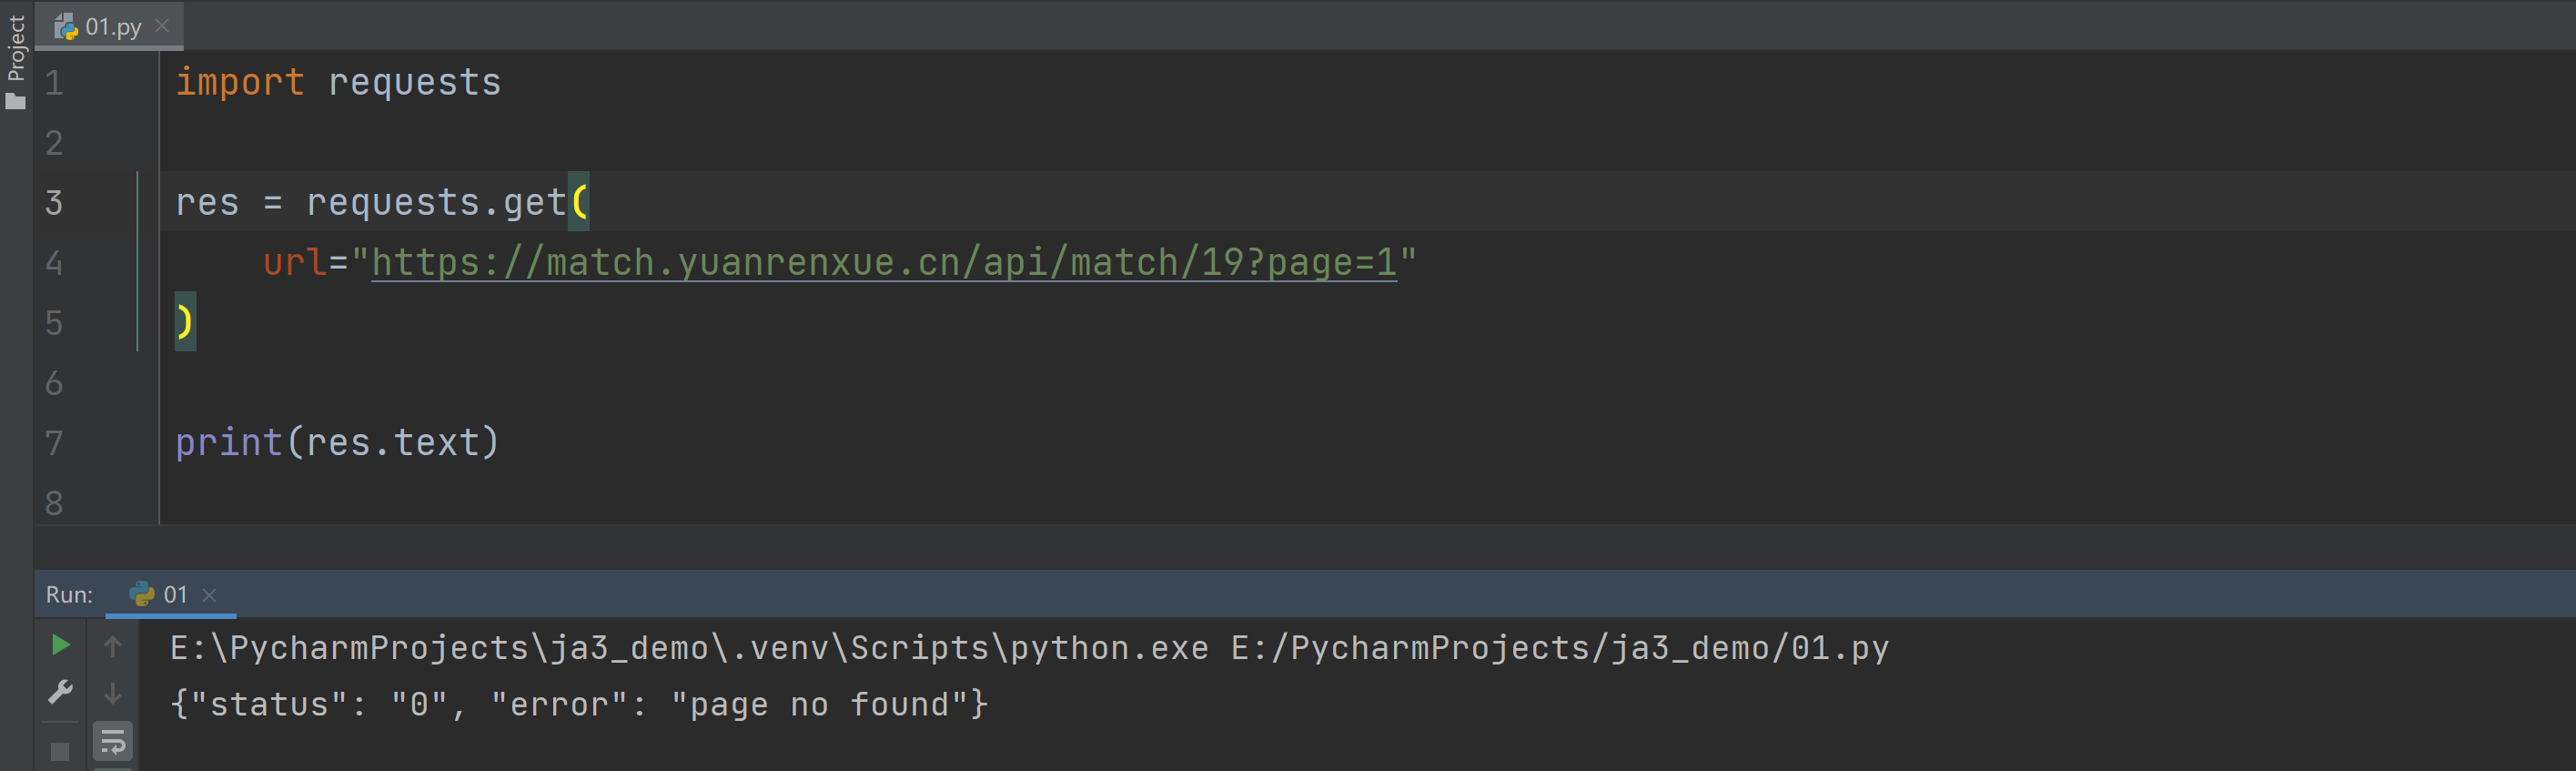 Project
01.py
1 import requests
2
3 res = requests.get(
4     url="https://match.yuanrenxue.cn/api/match/19?page=1"
5 )
6
7 print(res.text)
8
Run: 01
E:\PycharmProjects\ja3_demo\.venv\Scripts\python.exe E:/PycharmProjects/ja3_demo/01.py
{"status": "0", "error": "page no found"}